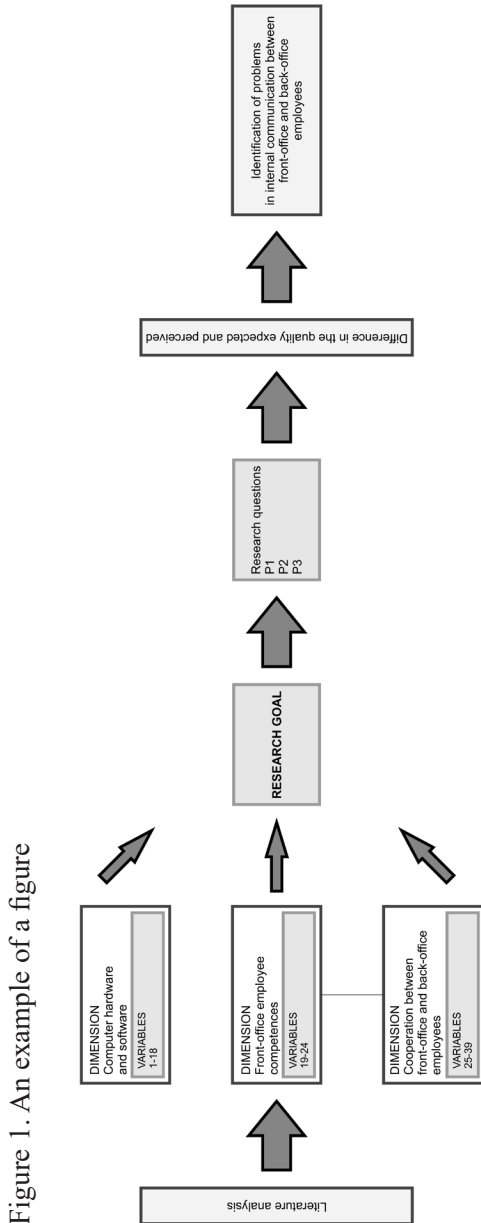 Figure 1. An example of a figure
Literature analysis
DIMENSION
Computer hardware
and software
VARIABLES
1-18
DIMENSION
Front-office employee
competences
VARIABLES
19-24
DIMENSION
Cooperation between
front-office and back-office
employees
VARIABLES
25-39
RESEARCH GOAL
Research questions
P1
P2
P3
Difference in the quality expected and perceived
Identification of problems
in internal communication between
front-office and back-office
employees